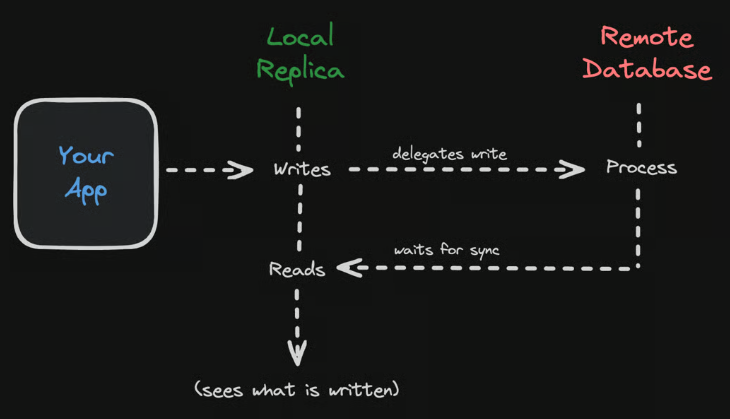 Local
Replica
Remote
Database
Your
App
Writes
delegates write
Process
Reads
waits for sync
(sees what is written)